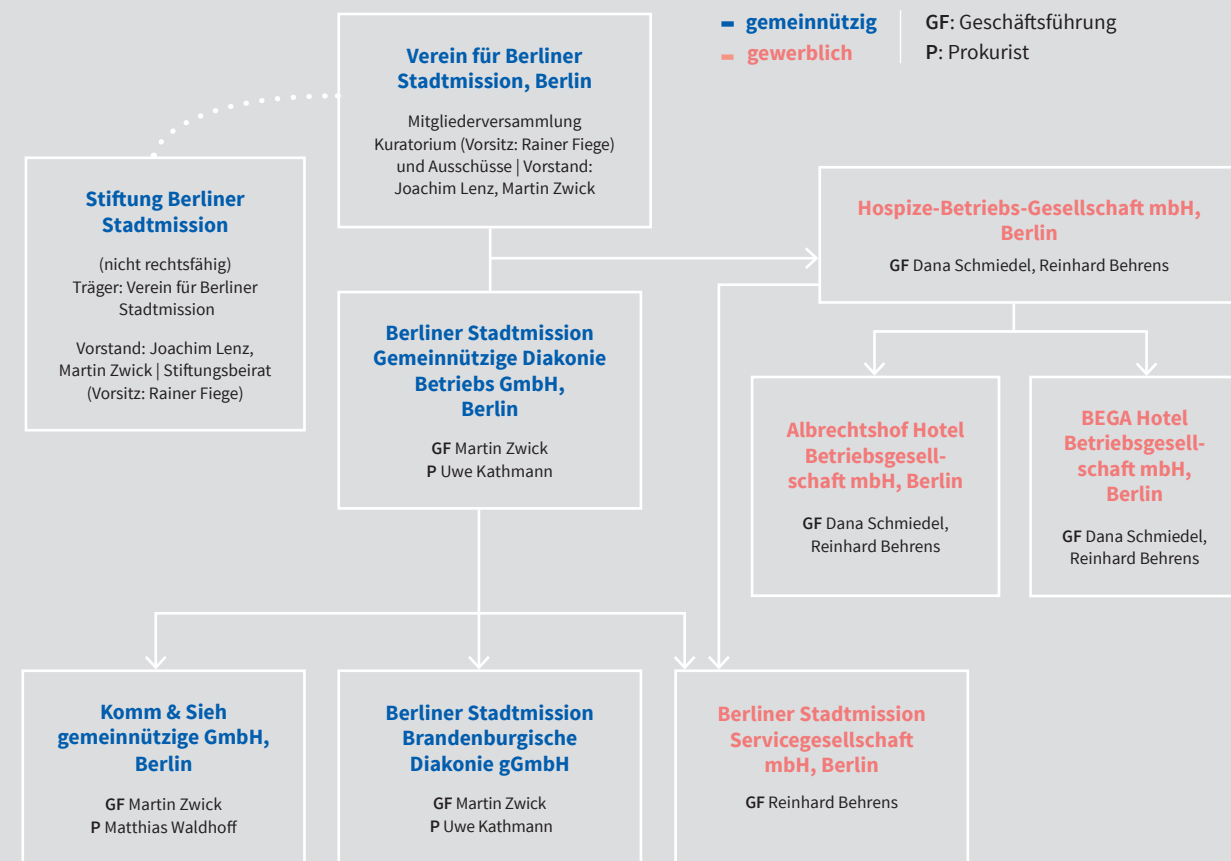 – gemeinnützig
– gewerblich
GF: Geschäftsführung
P: Prokurist
Verein für Berliner
Stadtmission, Berlin
Mitgliederversammlung
Kuratorium (Vorsitz: Rainer Fiege)
und Ausschüsse | Vorstand:
Joachim Lenz, Martin Zwick
Stiftung Berliner
Stadtmission
(nicht rechtsfähig)
Träger: Verein für Berliner
Stadtmission
Vorstand: Joachim Lenz,
Martin Zwick | Stiftungsbeirat
(Vorsitz: Rainer Fiege)
Hospize-Betriebs-Gesellschaft mbH,
Berlin
GF Dana Schmiedel, Reinhard Behrens
Berliner Stadtmission
Gemeinnützige Diakonie
Betriebs GmbH,
Berlin
GF Martin Zwick
P Uwe Kathmann
Albrechtshof Hotel
Betriebsgesell-
schaft mbH, Berlin
GF Dana Schmiedel,
Reinhard Behrens
BEGA Hotel
Betriebsgesell-
schaft mbH,
Berlin
GF Dana Schmiedel,
Reinhard Behrens
Komm & Sieh
gemeinnützige GmbH,
Berlin
GF Martin Zwick
P Matthias Waldhoff
Berliner Stadtmission
Brandenburgische
Diakonie gGmbH
GF Martin Zwick
P Uwe Kathmann
Berliner Stadtmission
Servicegesellschaft
mbH, Berlin
GF Reinhard Behrens